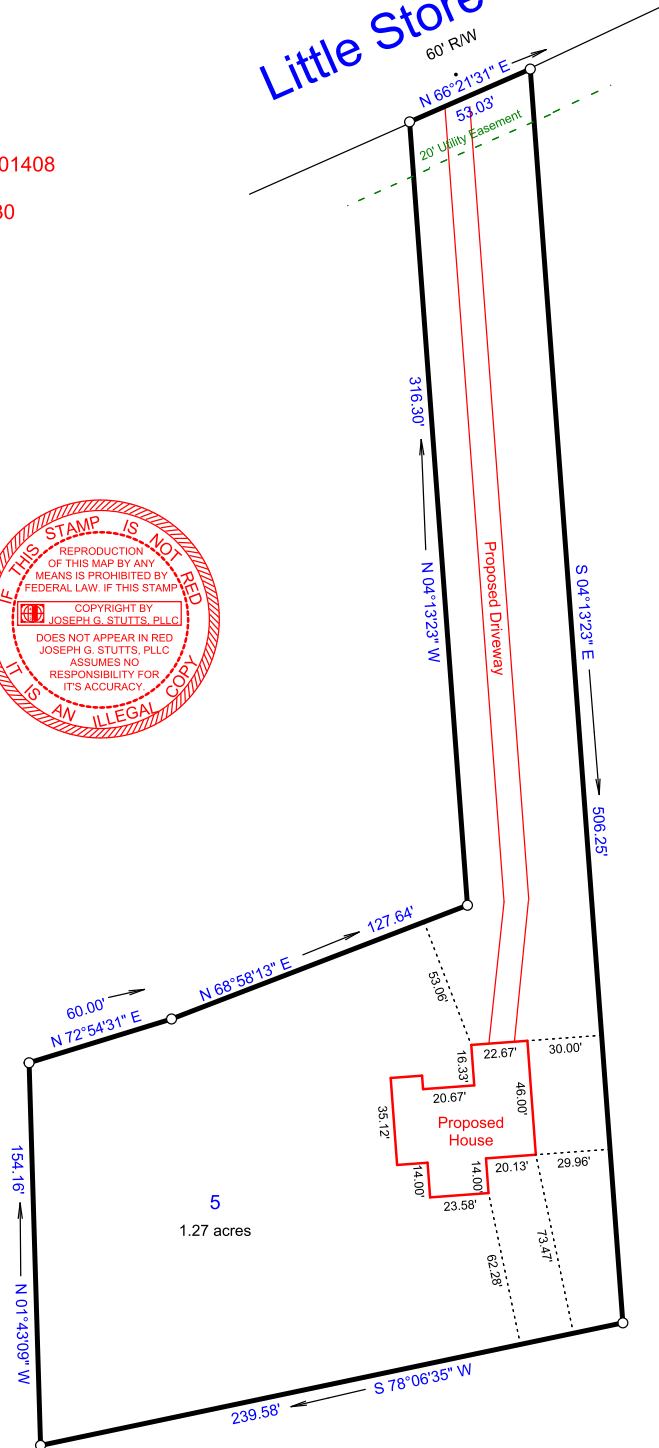 Little Store
60' R/W
N 66°21'31" E
53.03'
20' Utility Easement
01408
30
316.30'
N 04°13'23" W
Proposed Driveway
S 04°13'23" E
506.25'
IF THIS STAMP IS NOT RED
REPRODUCTION
OF THIS MAP BY ANY
MEANS IS PROHIBITED BY
FEDERAL LAW. IF THIS STAMP
COPYRIGHT BY
JOSEPH G. STUTTS, PLLC
DOES NOT APPEAR IN RED
JOSEPH G. STUTTS, PLLC
ASSUMES NO
RESPONSIBILITY FOR
IT'S ACCURACY.
IT IS AN ILLEGAL COPY
127.64'
N 68°58'13" E
60.00'
N 72°54'31" E
53.06'
16.33'
22.67'
30.00'
20.67'
46.00'
35.12'
Proposed
House
14.00'
14.00'
20.13'
29.96'
23.58'
62.28'
73.47'
154.16'
N 01°43'09" W
5
1.27 acres
S 78°06'35" W
239.58'